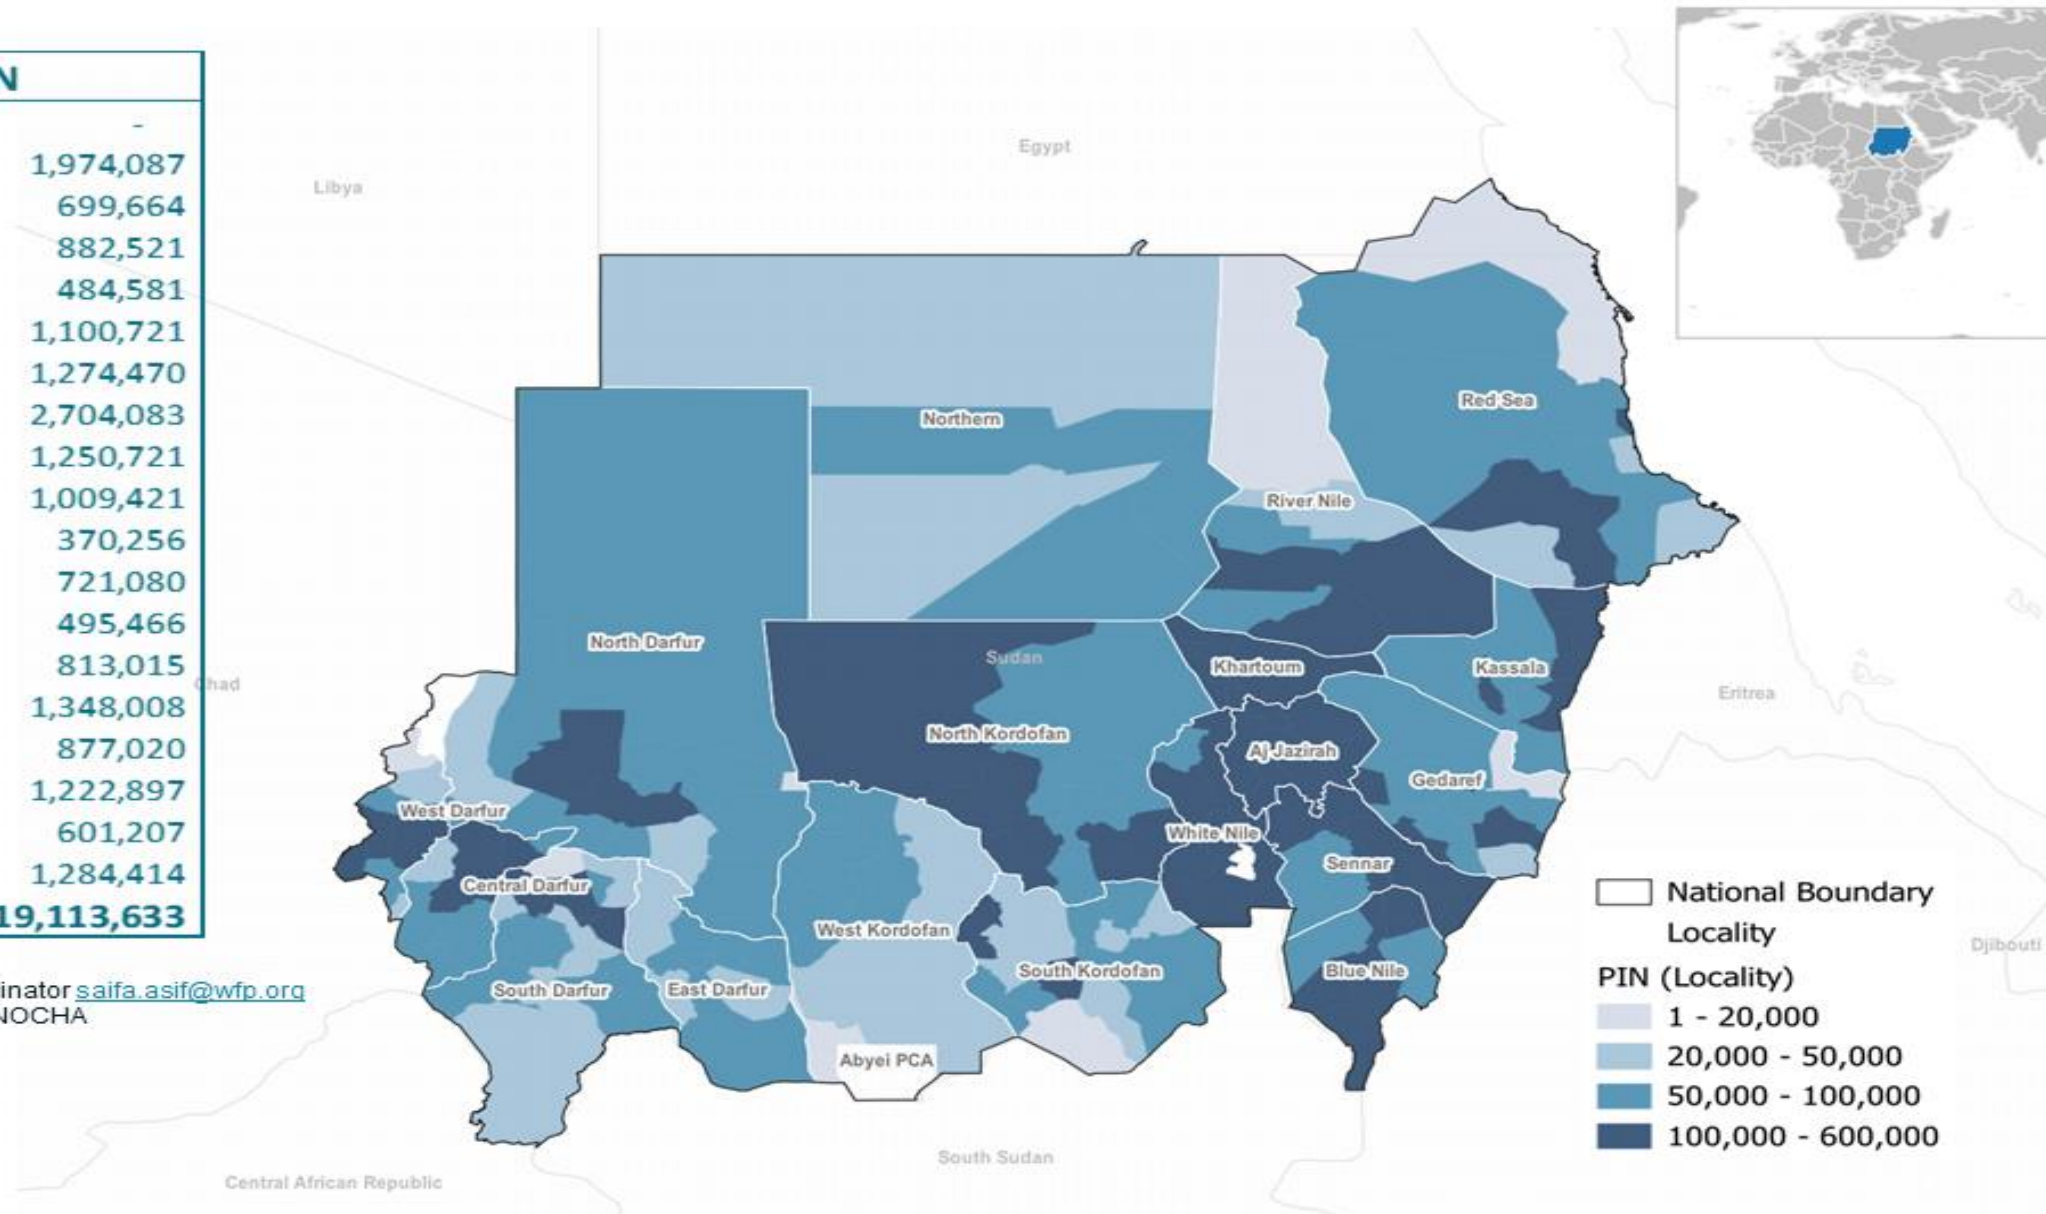 N
-
1,974,087
699,664
882,521
484,581
1,100,721
1,274,470
2,704,083
1,250,721
1,009,421
370,256
721,080
495,466
813,015
1,348,008
877,020
1,222,897
601,207
1,284,414
19,113,633
inator saifa.asif@wfp.org
NOCHA
Egypt
Libya
Northern
Red Sea
River Nile
North Darfur
Sudan
Khartoum
Kassala
Chad
Eritrea
North Kordofan
Aj Jazirah
Gedaref
West Darfur
White Nile
Sennar
Central Darfur
West Kordofan
South Kordofan
Blue Nile
South Darfur
East Darfur
Abyei PCA
Djibouti
South Sudan
Central African Republic
National Boundary
Locality
PIN (Locality)
1 - 20,000
20,000 - 50,000
50,000 - 100,000
100,000 - 600,000